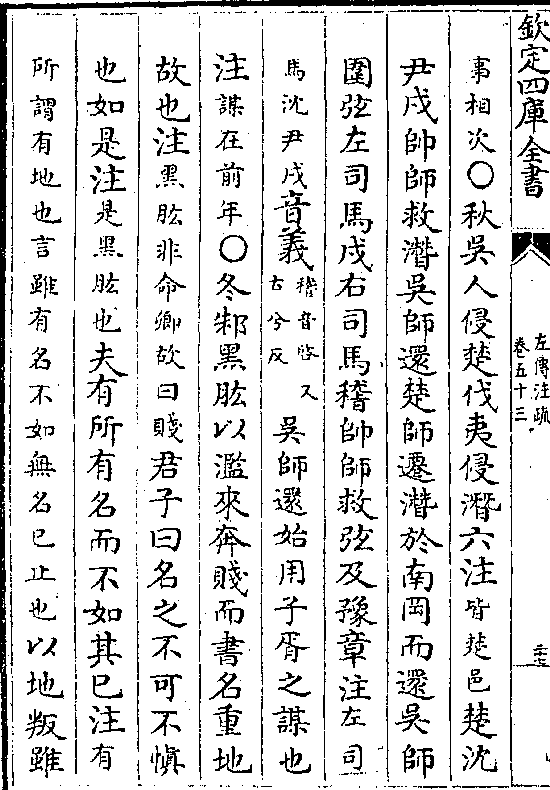 欽定四庫全書
左傳注疏
卷五十三
事相次○秋吳人侵楚伐夷侵潛六注皆楚邑楚沈
尹戌帥師救潛吳師還楚師遷潛於南岡而還吳師
圍弦左司馬戌右司馬稽帥師救弦及豫章注左司
馬沈尹戌音義稽音啓又古兮反吳師還始用子胥之謀也
注謀在前年○冬邾黑肱以濫來奔賤而書名重地
故也注黑肱非命卿故曰賤君子曰名之不可不慎
也如是注是黑肱也夫有所有名而不如其已注有
所謂有地也言雖有名不如無名已止也以地叛雖